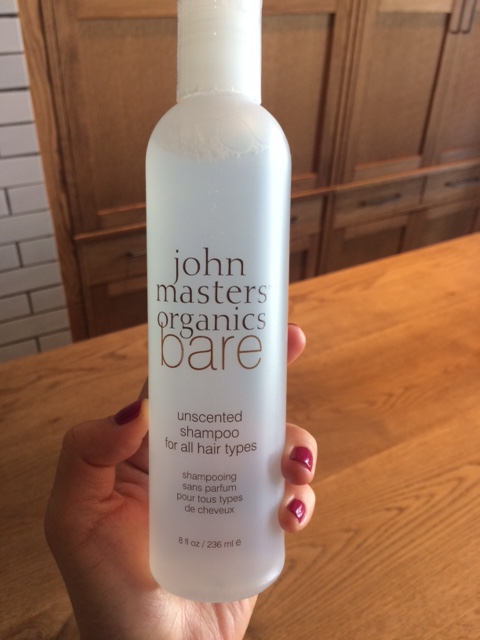 john
masters
organics
bare
unscented
shampoo
for all hair types
shampooing
sans parfum
pour tous types
de cheveux
8 fl oz / 236 ml e